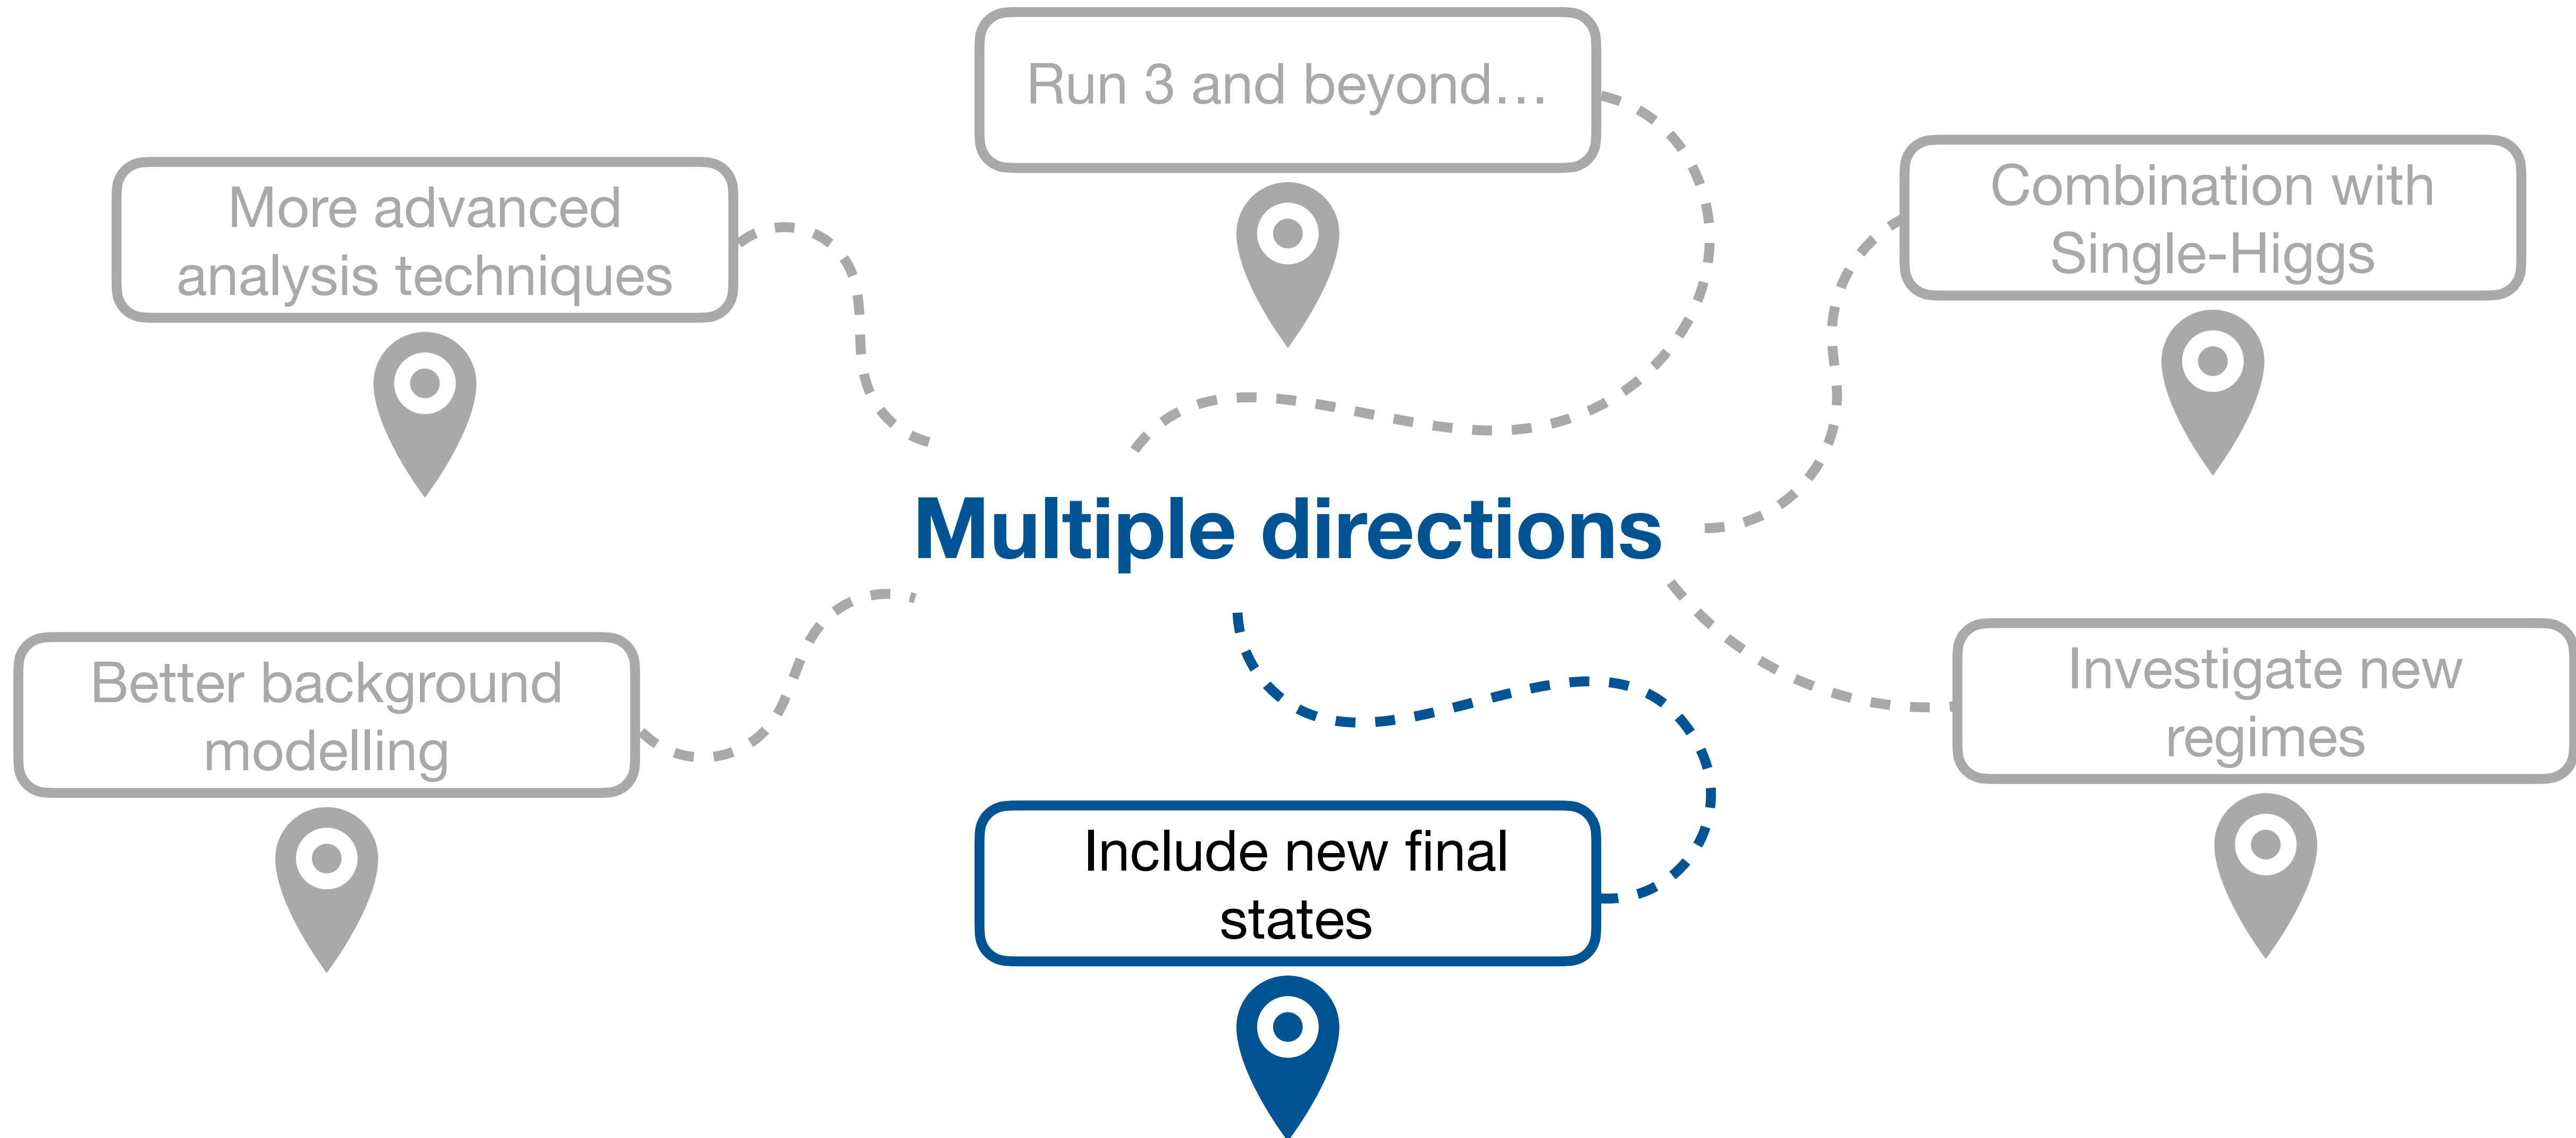 Run 3 and beyond…
More advanced
analysis techniques
Combination with
Single-Higgs
Multiple directions
Better background
modelling
Investigate new
regimes
Include new final
states